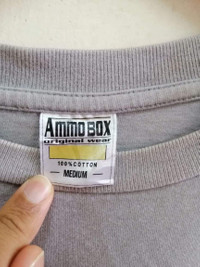 AmmoBOX
original wear
100%COTTON
— MEDIUM —